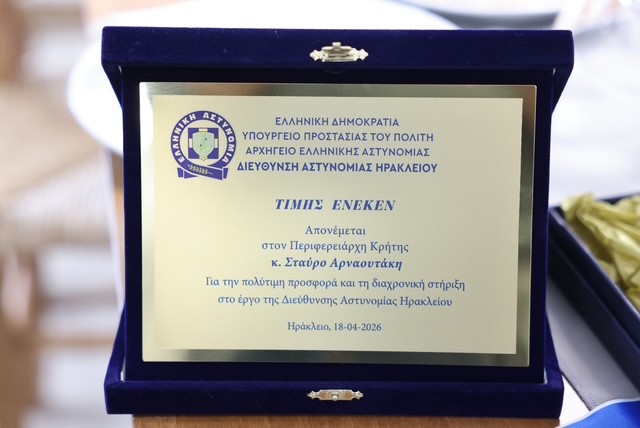 ΕΛΛΗΝΙΚΗ ΑΣΤΥΝΟΜΙΑ
ΕΛΛΗΝΙΚΗ ΔΗΜΟΚΡΑΤΙΑ
ΥΠΟΥΡΓΕΙΟ ΠΡΟΣΤΑΣΙΑΣ ΤΟΥ ΠΟΛΙΤΗ
ΑΡΧΗΓΕΙΟ ΕΛΛΗΝΙΚΗΣ ΑΣΤΥΝΟΜΙΑΣ
ΔΙΕΥΘΥΝΣΗ ΑΣΤΥΝΟΜΙΑΣ ΗΡΑΚΛΕΙΟΥ
ΤΙΜΗΣ ΕΝΕΚΕΝ
Απονέμεται
στον Περιφερειάρχη Κρήτης
κ. Σταύρο Αρναουτάκη
Για την πολύτιμη προσφορά και τη διαχρονική στήριξη
στο έργο της Διεύθυνσης Αστυνομίας Ηρακλείου
Ηράκλειο, 18-04-2026